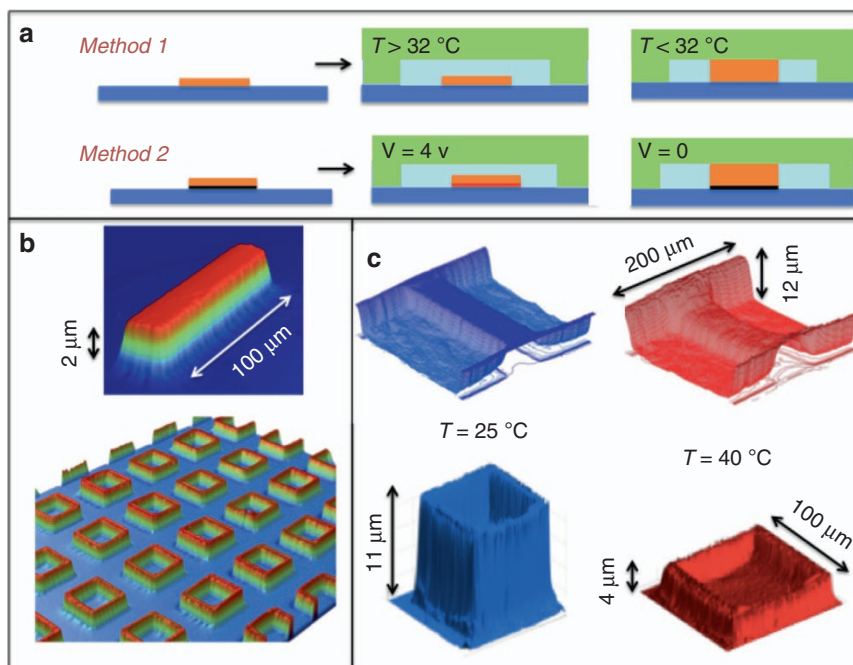 a
Method 1
T > 32 °C
T < 32 °C
Method 2
V = 4 v
V = 0
b
2 μm
100 μm
c
200 μm
12 μm
T = 25 °C
T = 40 °C
11 μm
4 μm
100 μm